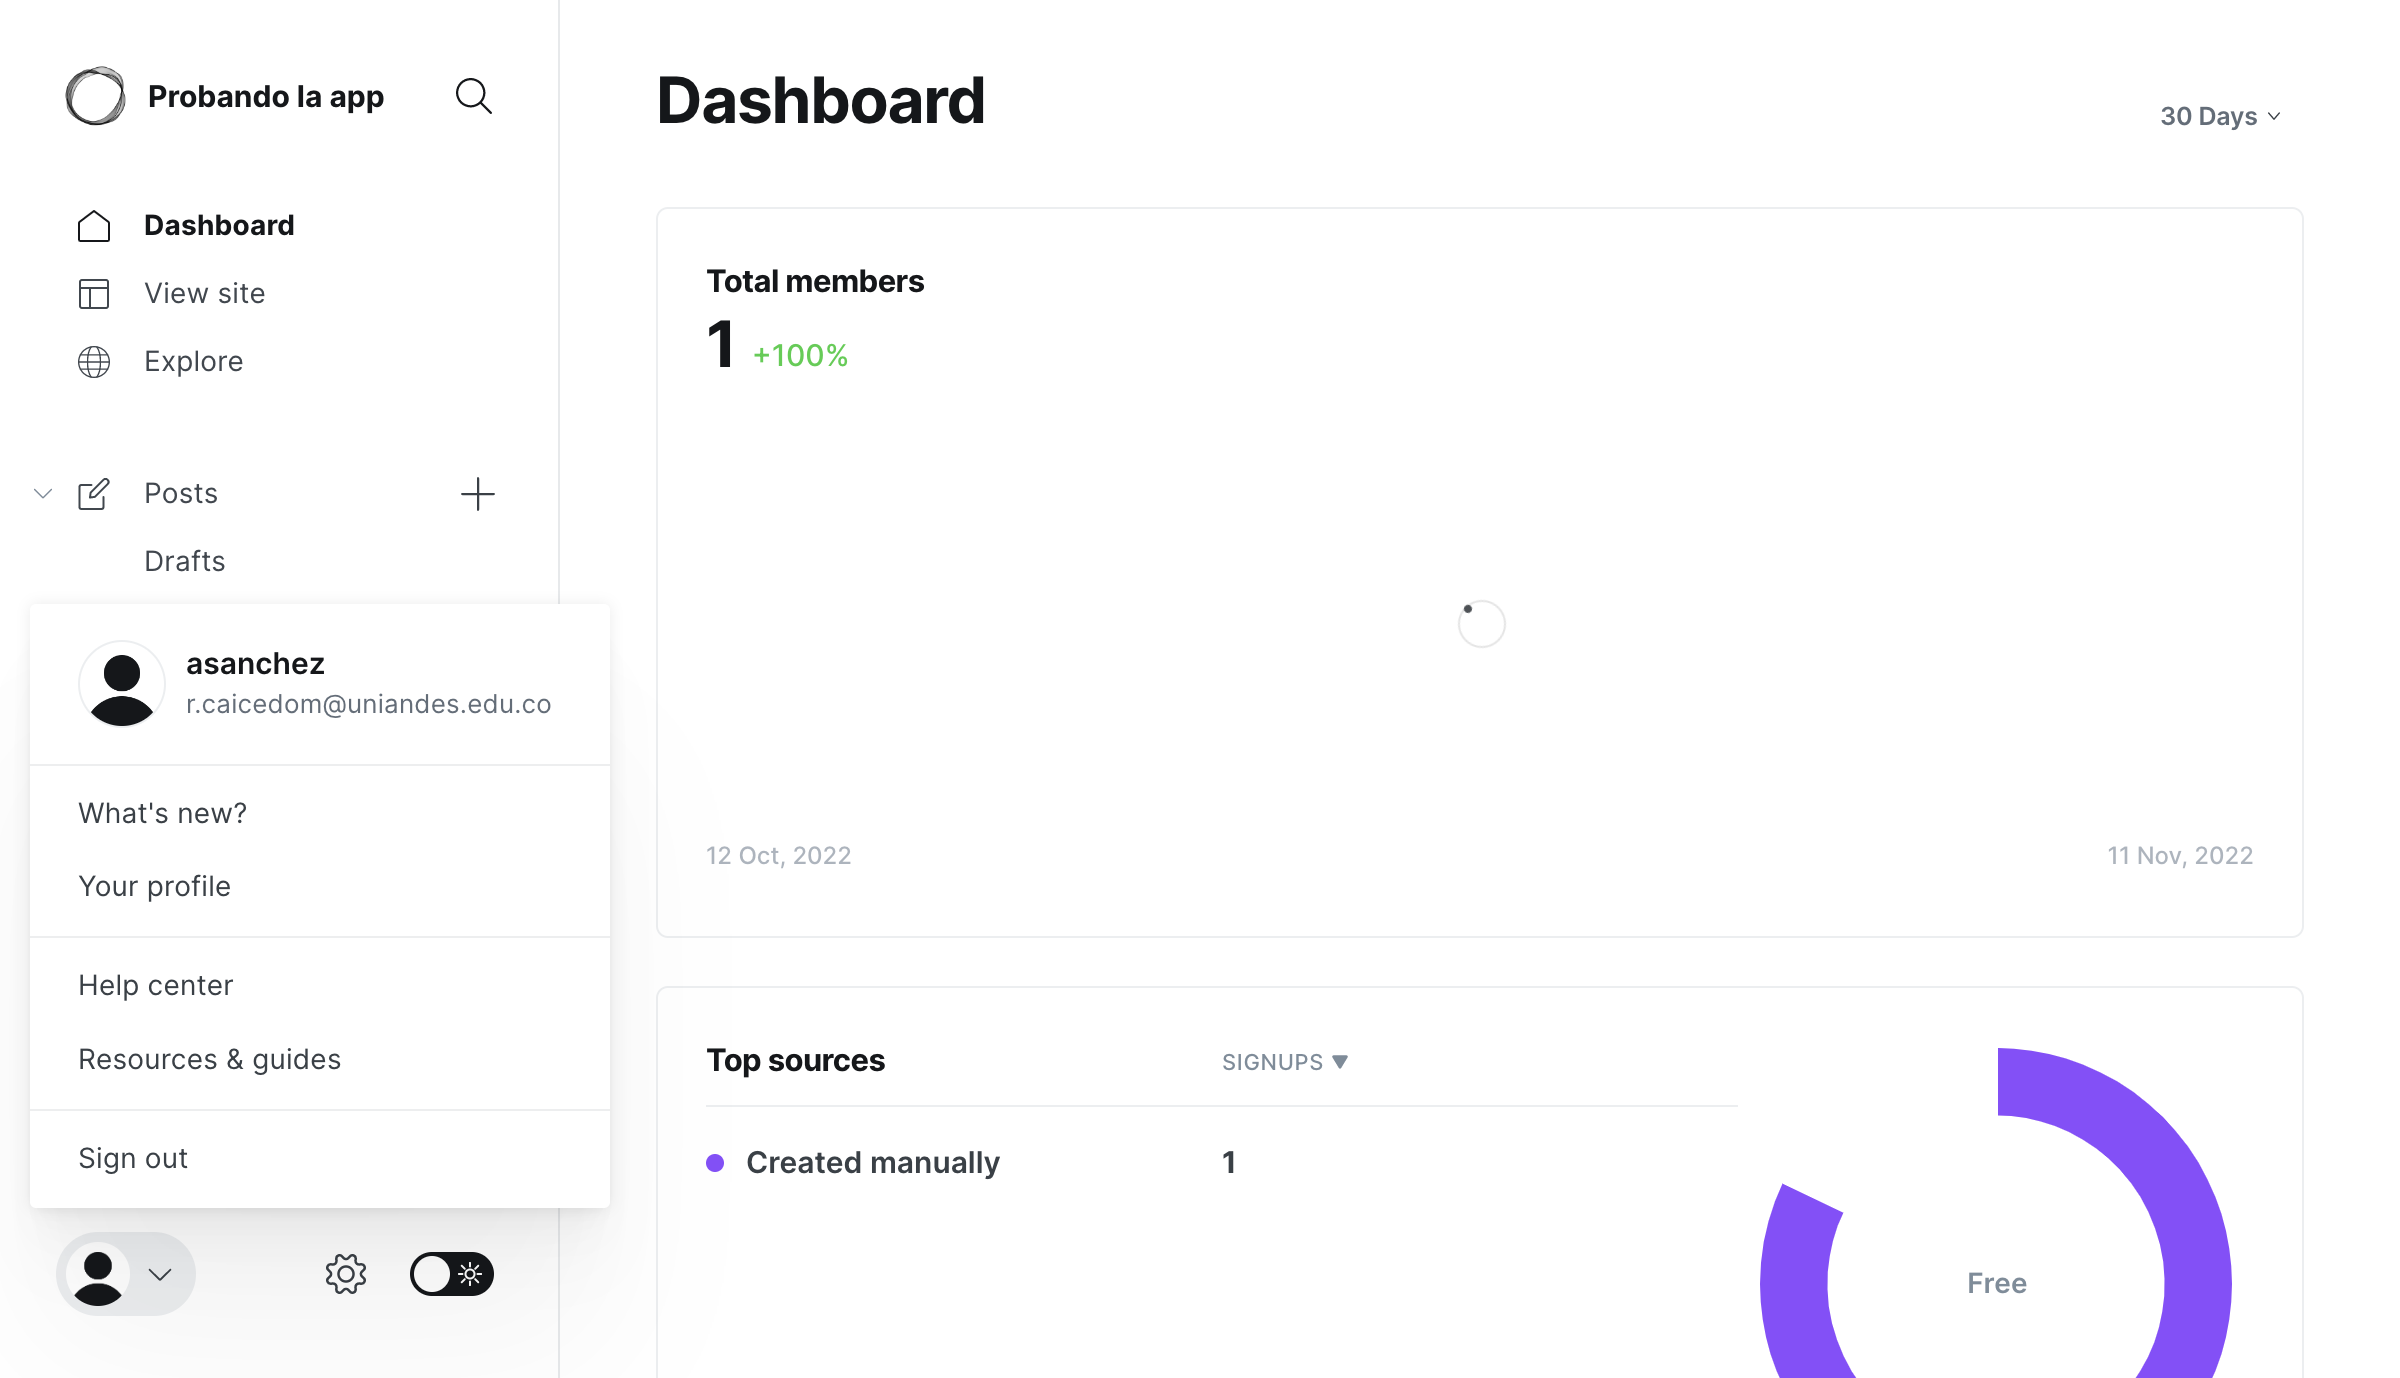 Probando la app
Dashboard
View site
Explore
Posts
Drafts
asanchez
r.caicedom@uniandes.edu.co
What's new?
Your profile
Help center
Resources & guides
Sign out
Dashboard
30 Days
Total members
1 +100%
12 Oct, 2022
11 Nov, 2022
Top sources
SIGNUPS
Created manually
1
Free